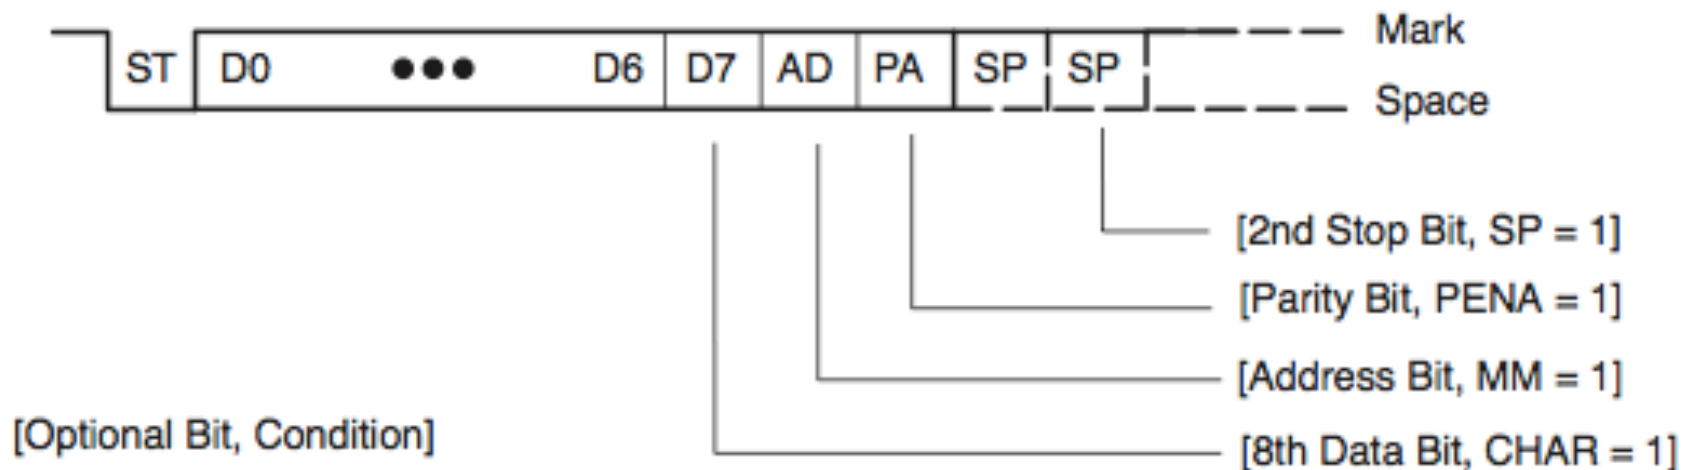 Mark
ST D0 ●●● D6 D7 AD PA SP SP
Space
[2nd Stop Bit, SP = 1]
[Parity Bit, PENA = 1]
[Address Bit, MM = 1]
[Optional Bit, Condition]
[8th Data Bit, CHAR = 1]